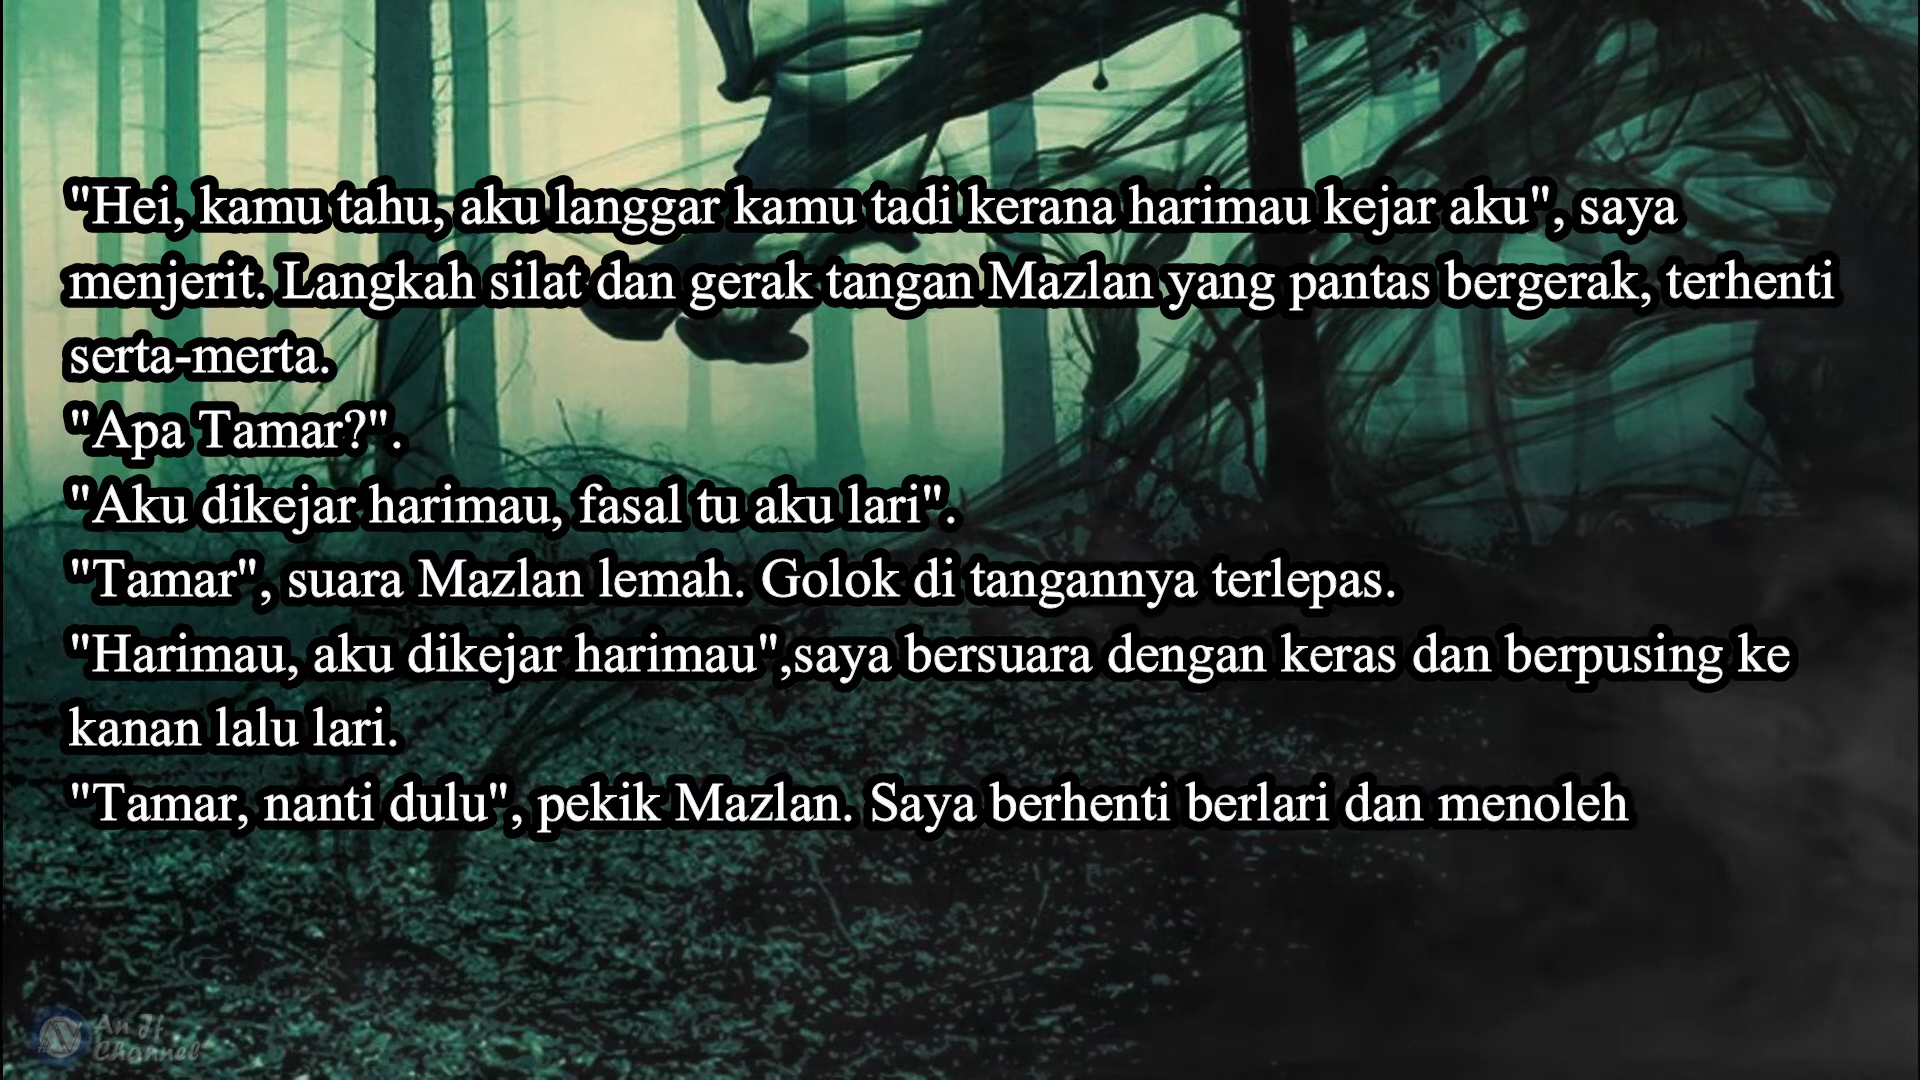 "Hei, kamu tahu, aku langgar kamu tadi kerana harimau kejar aku", saya
menjerit. Langkah silat dan gerak tangan Mazlan yang pantas bergerak, terhenti
serta-merta.
"Apa Tamar?".
"Aku dikejar harimau, fasal tu aku lari".
"Tamar", suara Mazlan lemah. Golok di tangannya terlepas.
"Harimau, aku dikejar harimau",saya bersuara dengan keras dan berpusing ke
kanan lalu lari.
"Tamar, nanti dulu", pekik Mazlan. Saya berhenti berlari dan menoleh
An Jf
Channel